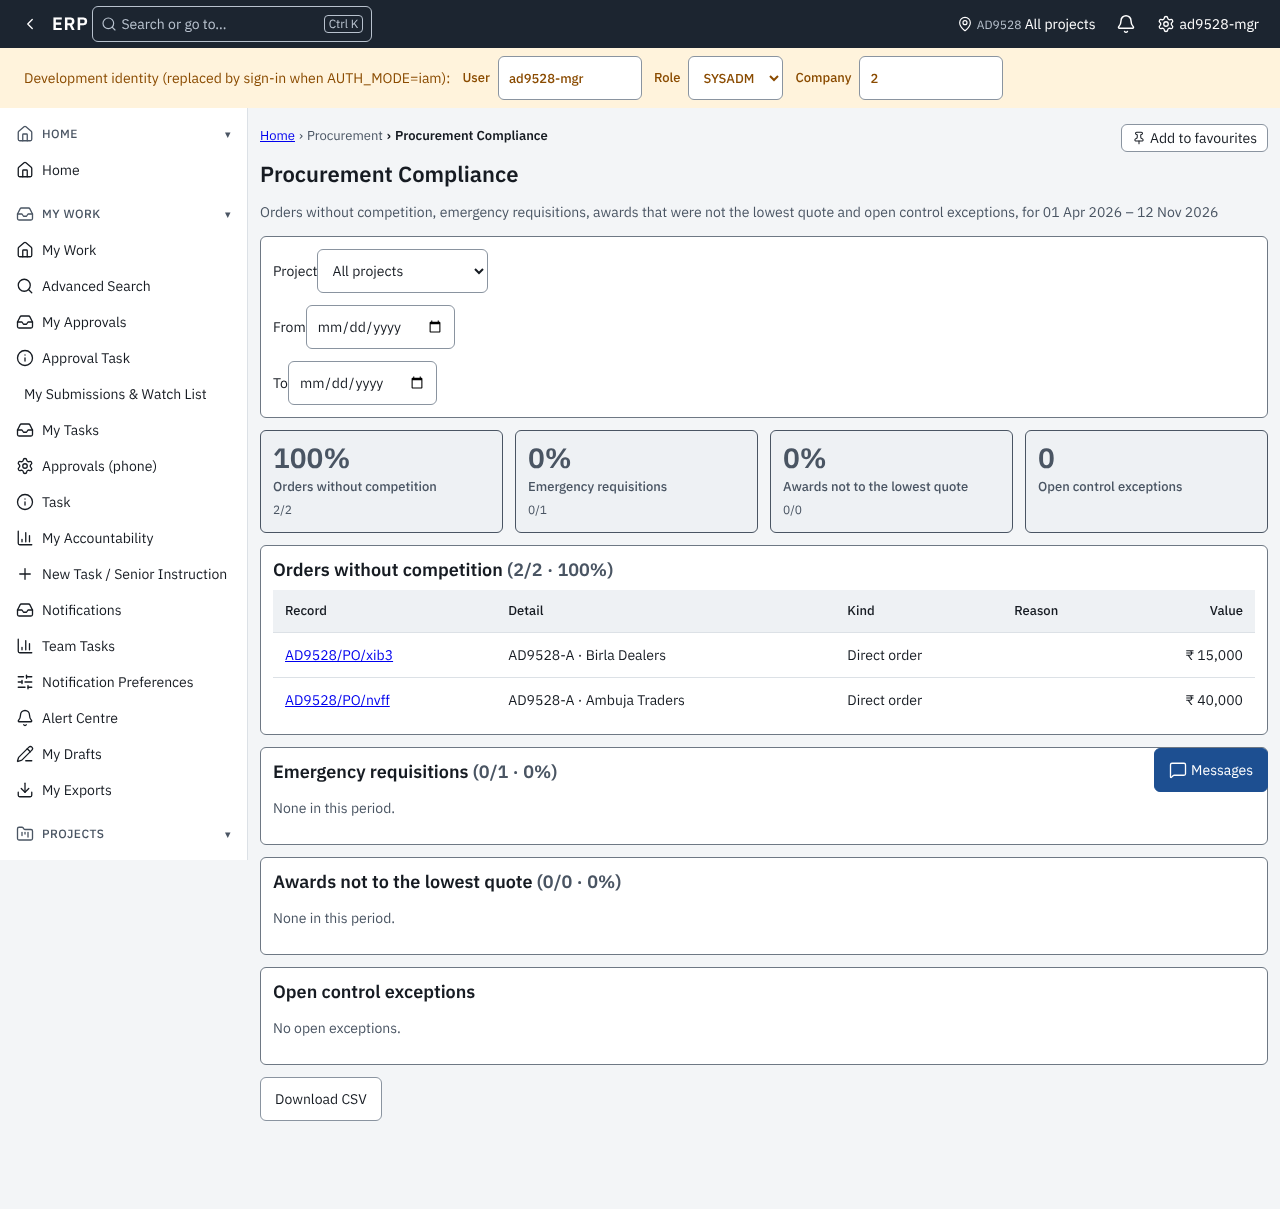 ERP
Search or go to...
Ctrl K
AD9528 All projects
ad9528-mgr
Development identity (replaced by sign-in when AUTH_MODE=iam):
User
ad9528-mgr
Role
SYSADM
Company
2
HOME
Home
MY WORK
My Work
Advanced Search
My Approvals
Approval Task
My Submissions & Watch List
My Tasks
Approvals (phone)
Task
My Accountability
New Task / Senior Instruction
Notifications
Team Tasks
Notification Preferences
Alert Centre
My Drafts
My Exports
PROJECTS
Home › Procurement › Procurement Compliance
Add to favourites
Procurement Compliance
Orders without competition, emergency requisitions, awards that were not the lowest quote and open control exceptions, for 01 Apr 2026 – 12 Nov 2026
Project All projects
From mm/dd/yyyy
To mm/dd/yyyy
100%
Orders without competition
2/2
0%
Emergency requisitions
0/1
0%
Awards not to the lowest quote
0/0
0
Open control exceptions
Orders without competition (2/2 · 100%)
Record Detail Kind Reason Value
AD9528/PO/xib3 AD9528-A · Birla Dealers Direct order ₹ 15,000
AD9528/PO/nvff AD9528-A · Ambuja Traders Direct order ₹ 40,000
Emergency requisitions (0/1 · 0%)
Messages
None in this period.
Awards not to the lowest quote (0/0 · 0%)
None in this period.
Open control exceptions
No open exceptions.
Download CSV